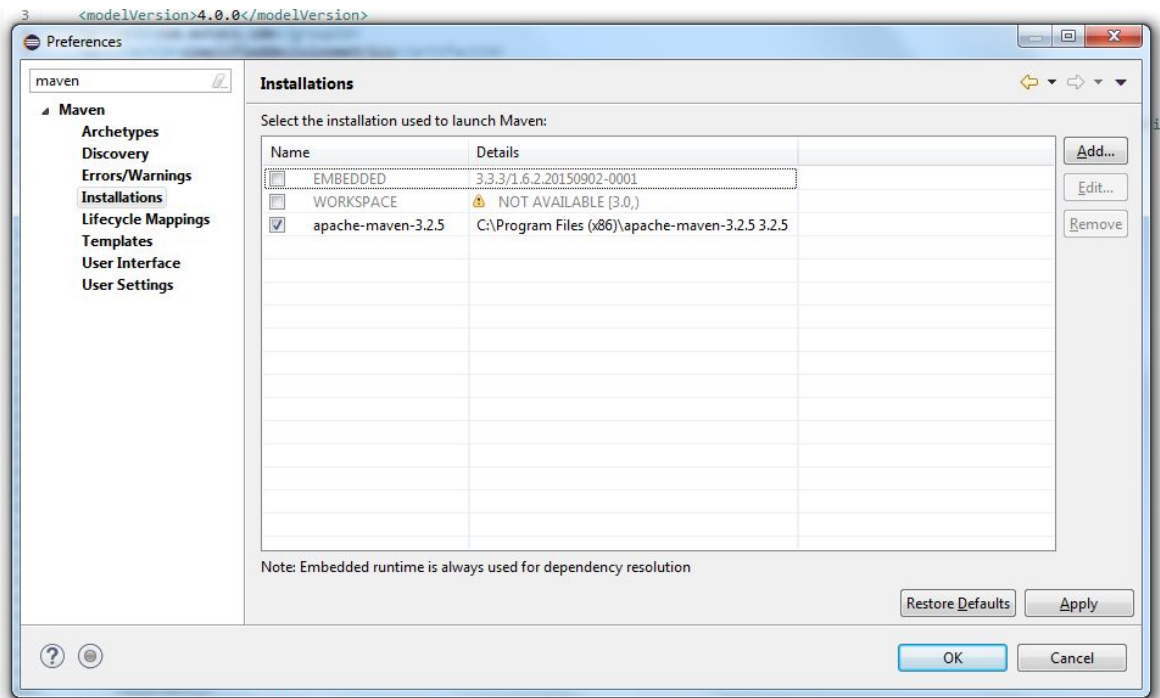 3 <modelVersion>4.0.0</modelVersion>
Preferences
maven
Installations
Maven
Archetypes
Discovery
Errors/Warnings
Installations
Lifecycle Mappings
Templates
User Interface
User Settings
Select the installation used to launch Maven:
Name Details
EMBEDDED 3.3.3/1.6.2.20150902-0001
WORKSPACE NOT AVAILABLE [3.0,)
apache-maven-3.2.5 C:\Program Files (x86)\apache-maven-3.2.5 3.2.5
Add...
Edit...
Remove
Note: Embedded runtime is always used for dependency resolution
Restore Defaults Apply
OK Cancel